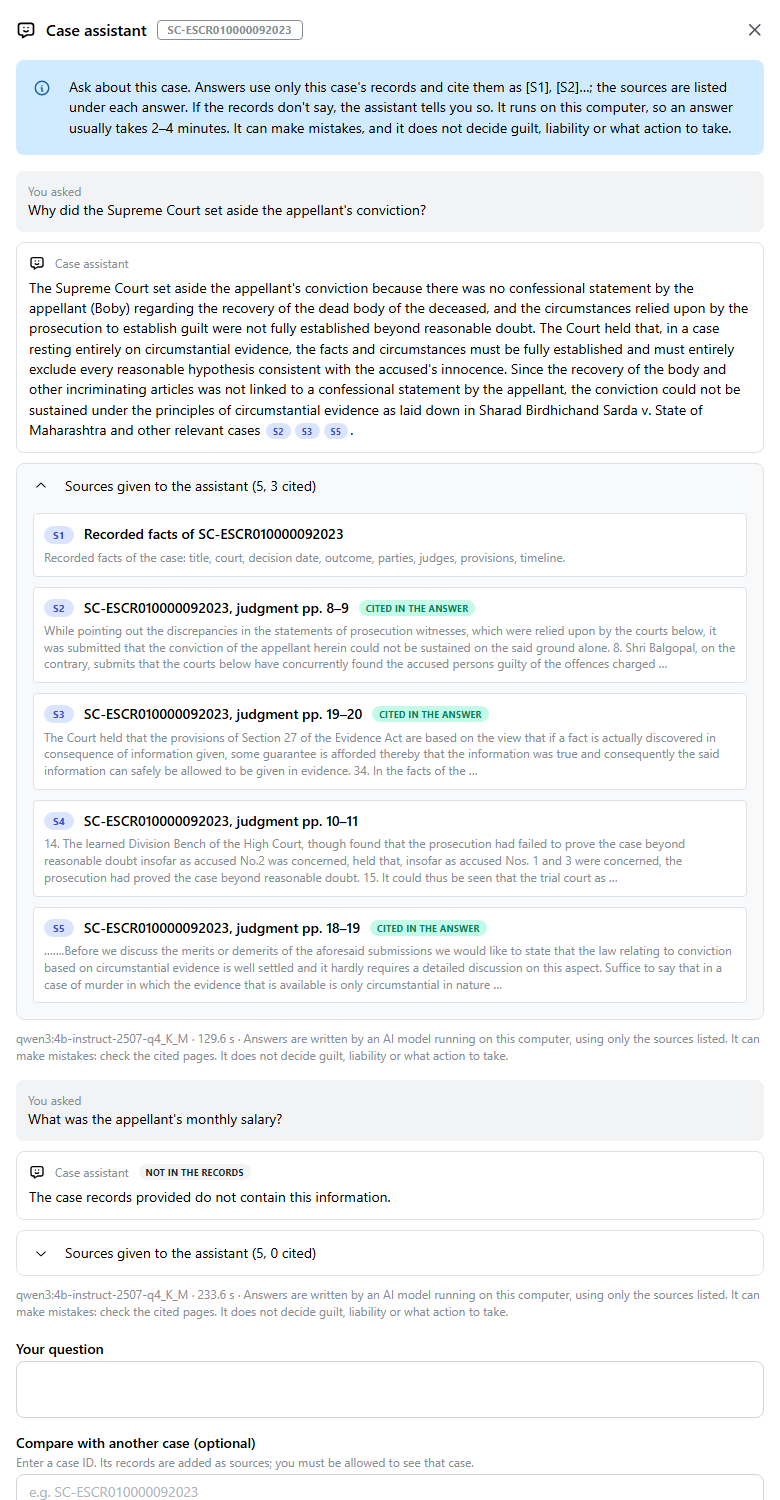 Case assistant SC-ESCR010000092023
Ask about this case. Answers use only this case's records and cite them as [S1], [S2]...; the sources are listed
under each answer. If the records don't say, the assistant tells you so. It runs on this computer, so an answer
usually takes 2–4 minutes. It can make mistakes, and it does not decide guilt, liability or what action to take.
You asked
Why did the Supreme Court set aside the appellant's conviction?
Case assistant
The Supreme Court set aside the appellant's conviction because there was no confessional statement by the
appellant (Boby) regarding the recovery of the dead body of the deceased, and the circumstances relied upon by the
prosecution to establish guilt were not fully established beyond reasonable doubt. The Court held that, in a case
resting entirely on circumstantial evidence, the facts and circumstances must be fully established and must entirely
exclude every reasonable hypothesis consistent with the accused's innocence. Since the recovery of the body and
other incriminating articles was not linked to a confessional statement by the appellant, the conviction could not be
sustained under the principles of circumstantial evidence as laid down in Sharad Birdhichand Sarda v. State of
Maharashtra and other relevant cases S2 S3 S5 .
Sources given to the assistant (5, 3 cited)
S1 Recorded facts of SC-ESCR010000092023
Recorded facts of the case: title, court, decision date, outcome, parties, judges, provisions, timeline.
S2 SC-ESCR010000092023, judgment pp. 8–9 CITED IN THE ANSWER
While pointing out the discrepancies in the statements of prosecution witnesses, which were relied upon by the courts below, it
was submitted that the conviction of the appellant herein could not be sustained on the said ground alone. 8. Shri Balgopal, on the
contrary, submits that the courts below have concurrently found the accused persons guilty of the offences charged ...
S3 SC-ESCR010000092023, judgment pp. 19–20 CITED IN THE ANSWER
The Court held that the provisions of Section 27 of the Evidence Act are based on the view that if a fact is actually discovered in
consequence of information given, some guarantee is afforded thereby that the information was true and consequently the said
information can safely be allowed to be given in evidence. 34. In the facts of the ...
S4 SC-ESCR010000092023, judgment pp. 10–11
14. The learned Division Bench of the High Court, though found that the prosecution had failed to prove the case beyond
reasonable doubt insofar as accused No.2 was concerned, held that, insofar as accused Nos. 1 and 3 were concerned, the
prosecution had proved the case beyond reasonable doubt. 15. It could thus be seen that the trial court as ...
S5 SC-ESCR010000092023, judgment pp. 18–19 CITED IN THE ANSWER
.......Before we discuss the merits or demerits of the aforesaid submissions we would like to state that the law relating to conviction
based on circumstantial evidence is well settled and it hardly requires a detailed discussion on this aspect. Suffice to say that in a
case of murder in which the evidence that is available is only circumstantial in nature ...
qwen3:4b-instruct-2507-q4_K_M · 129.6 s · Answers are written by an AI model running on this computer, using only the sources listed. It can
make mistakes: check the cited pages. It does not decide guilt, liability or what action to take.
You asked
What was the appellant's monthly salary?
Case assistant NOT IN THE RECORDS
The case records provided do not contain this information.
Sources given to the assistant (5, 0 cited)
qwen3:4b-instruct-2507-q4_K_M · 233.6 s · Answers are written by an AI model running on this computer, using only the sources listed. It can
make mistakes: check the cited pages. It does not decide guilt, liability or what action to take.
Your question
Compare with another case (optional)
Enter a case ID. Its records are added as sources; you must be allowed to see that case.
e.g. SC-ESCR010000092023